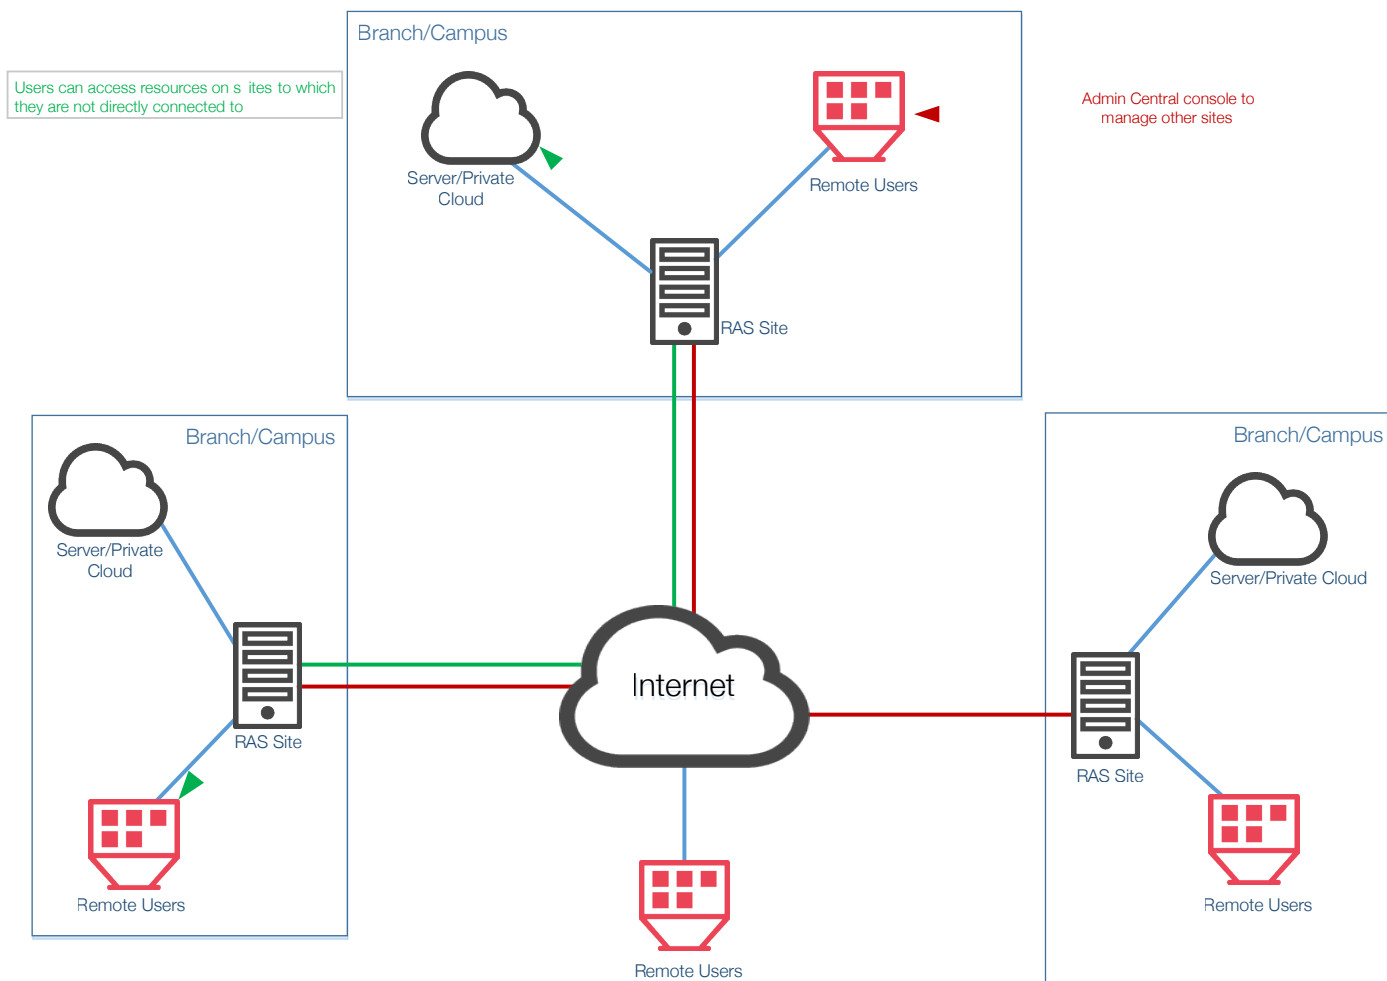 Branch/Campus
Users can access resources on s ites to which
they are not directly connected to
Admin Central console to
manage other sites
Server/Private
Cloud
Remote Users
RAS Site
Branch/Campus
Server/Private
Cloud
RAS Site
Remote Users
Internet
Remote Users
Branch/Campus
Server/Private Cloud
RAS Site
Remote Users